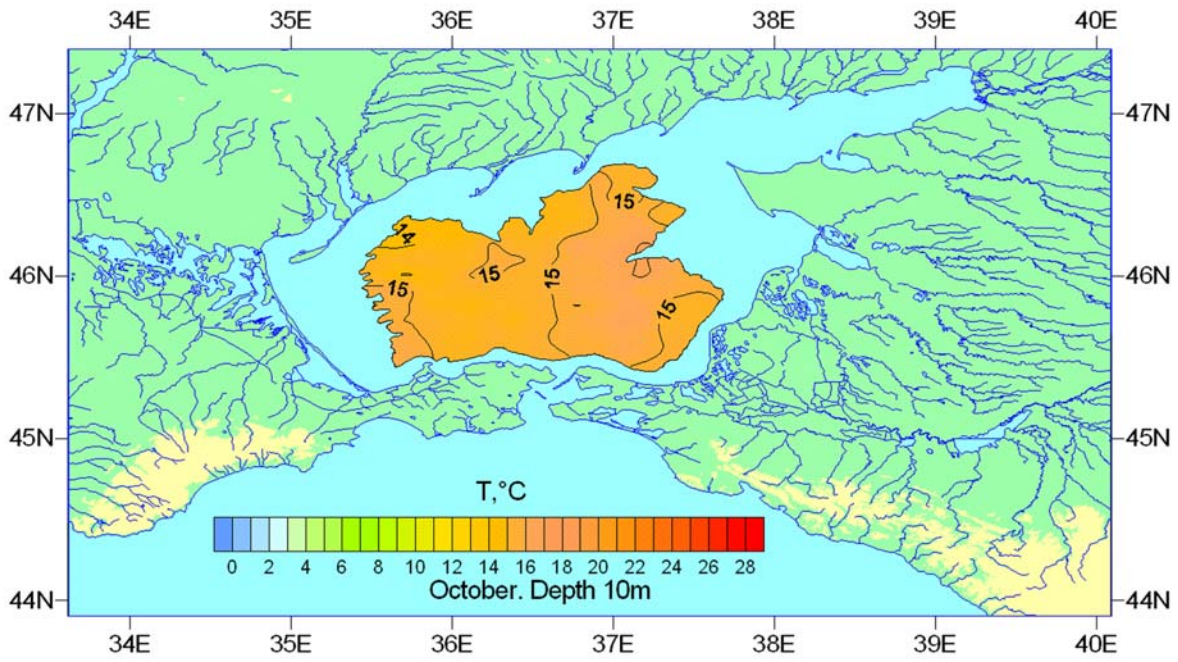 34E 35E 36E 37E 38E 39E 40E
47N 47N
15
14
46N 15 15 46N
15 15
45N 45N
T,°C
0 2 4 6 8 10 12 14 16 18 20 22 24 26 28
October. Depth 10m
44N 44N
34E 35E 36E 37E 38E 39E 40E